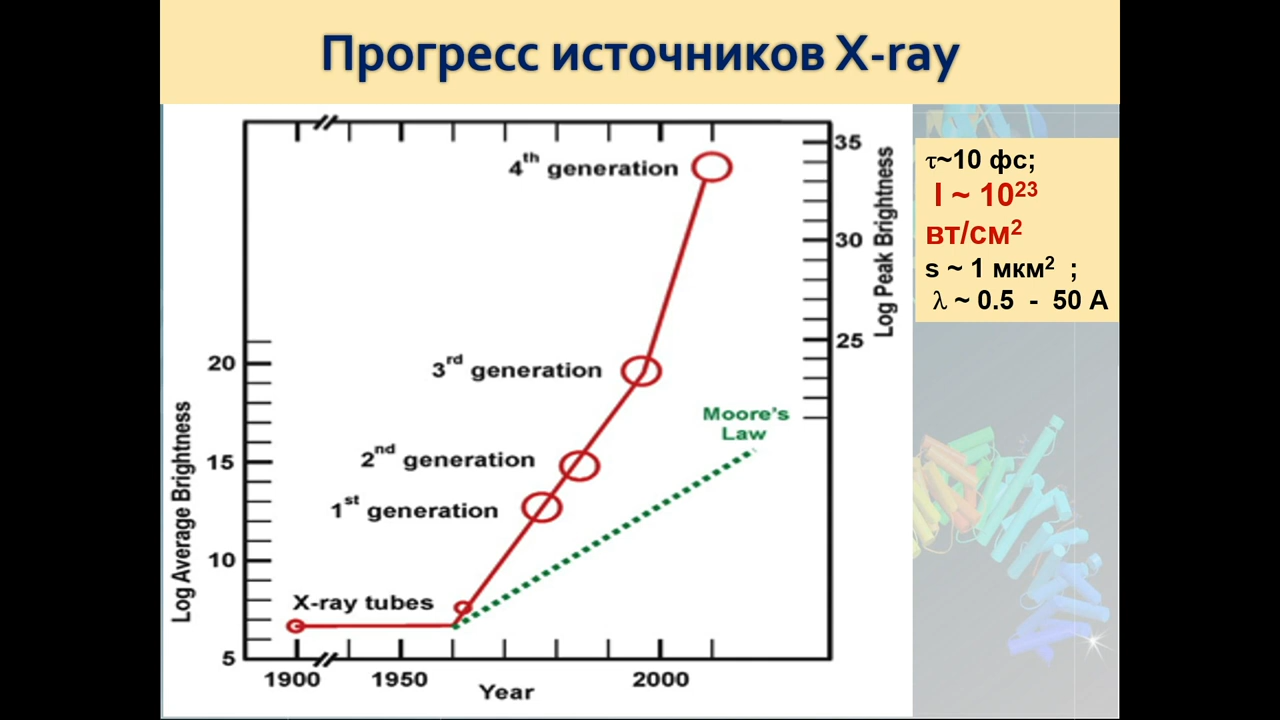 Прогресс источников X-ray
4th generation
3rd generation
2nd generation
1st generation
X-ray tubes
Moore's
Law
Log Average Brightness
20
15
10
5
Log Peak Brightness
35
30
25
1900
1950
2000
Year
τ~10 фс;
I ~ 10²³
вт/см²
s ~ 1 мкм² ;
λ ~ 0.5 - 50 А